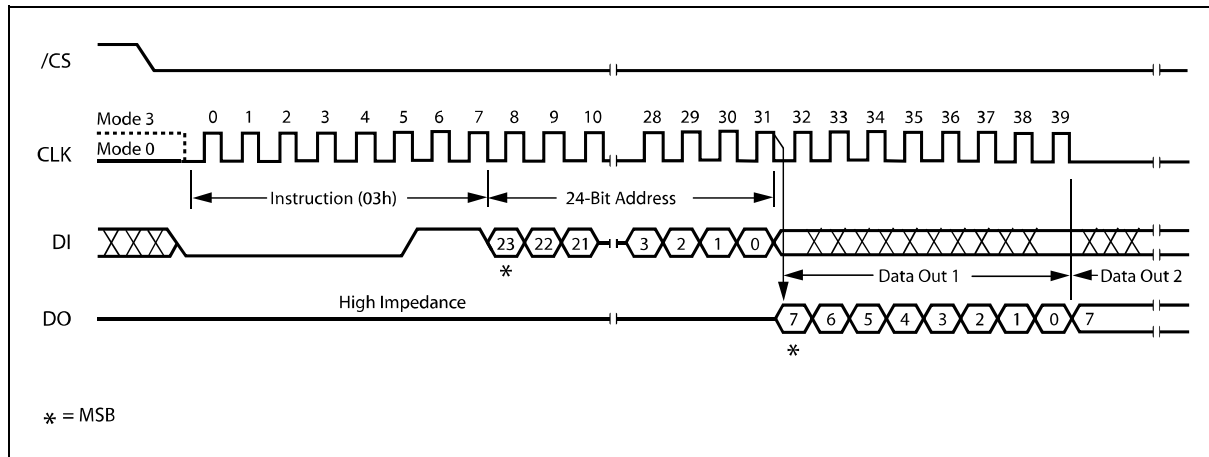 /CS
Mode 3
0 1 2 3 4 5 6 7 8 9 10 28 29 30 31 32 33 34 35 36 37 38 39
CLK
Mode 0
Instruction (03h) 24-Bit Address
DI 23 22 21 3 2 1 0
*
Data Out 1 Data Out 2
High Impedance
DO 7 6 5 4 3 2 1 0 7
*
* = MSB